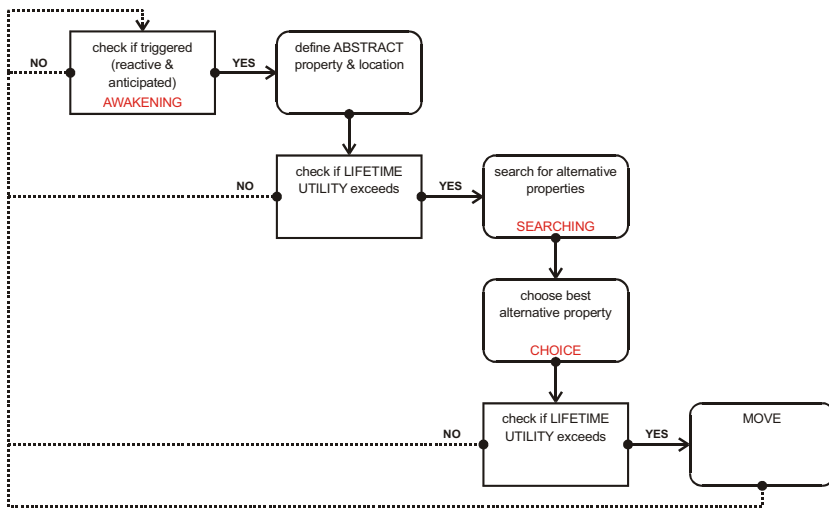 check if triggered
(reactive &
anticipated)
AWAKENING
NO
YES
define ABSTRACT
property & location
check if LIFETIME
UTILITY exceeds
NO
YES
search for alternative
properties
SEARCHING
choose best
alternative property
CHOICE
check if LIFETIME
UTILITY exceeds
NO
YES
MOVE